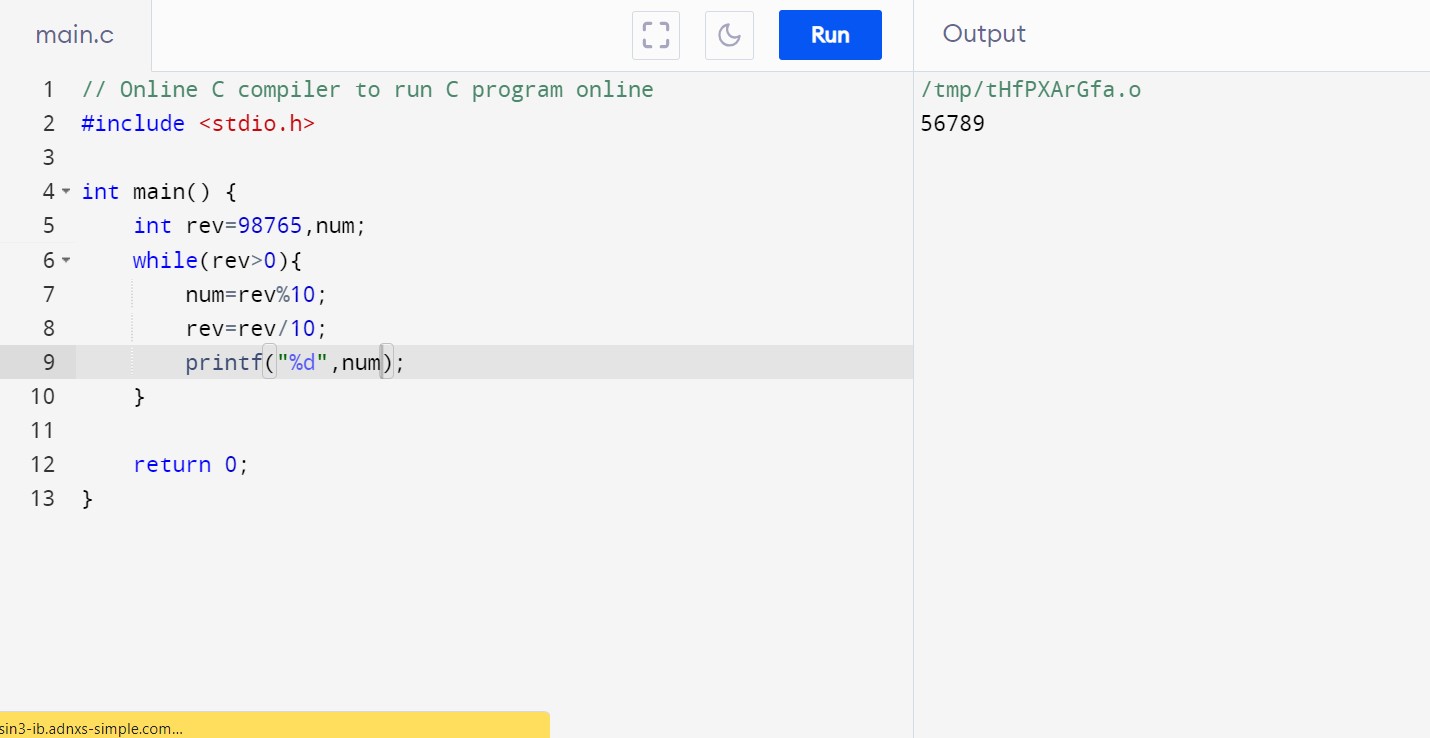 main.c
Run
Output
1 // Online C compiler to run C program online
2 #include <stdio.h>
3
4 int main() {
5     int rev=98765,num;
6     while(rev>0){
7         num=rev%10;
8         rev=rev/10;
9         printf("%d",num);
10     }
11
12     return 0;
13 }
/tmp/tHfPXArGfa.o
56789
sin3-ib.adnxs-simple.com...